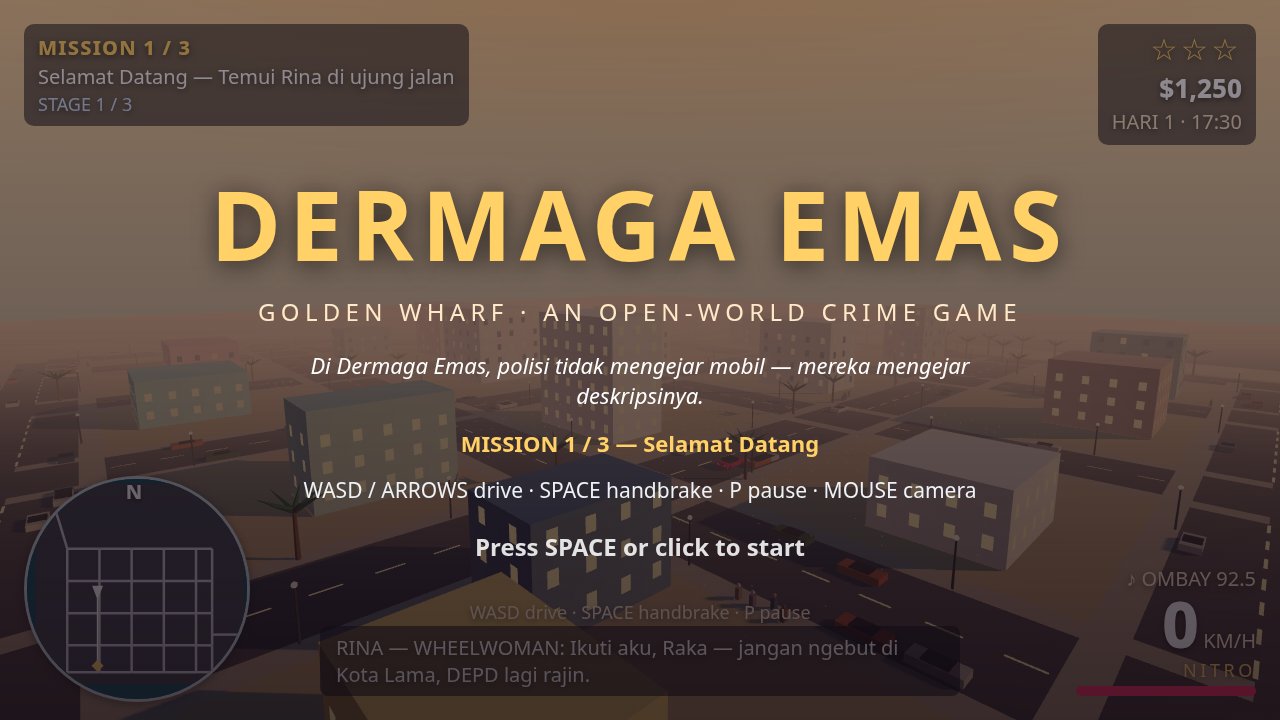 MISSION 1 / 3
Selamat Datang — Temui Rina di ujung jalan
STAGE 1 / 3
☆☆☆
$1,250
HARI 1 · 17:30
DERMAGA EMAS
GOLDEN WHARF · AN OPEN-WORLD CRIME GAME
Di Dermaga Emas, polisi tidak mengejar mobil — mereka mengejar
deskripsinya.
MISSION 1 / 3 — Selamat Datang
WASD / ARROWS drive · SPACE handbrake · P pause · MOUSE camera
Press SPACE or click to start
N
WASD drive · SPACE handbrake · P pause
RINA — WHEELWOMAN: Ikuti aku, Raka — jangan ngebut di
Kota Lama, DEPD lagi rajin.
♪ OMBAY 92.5
0 KM/H
NITRO